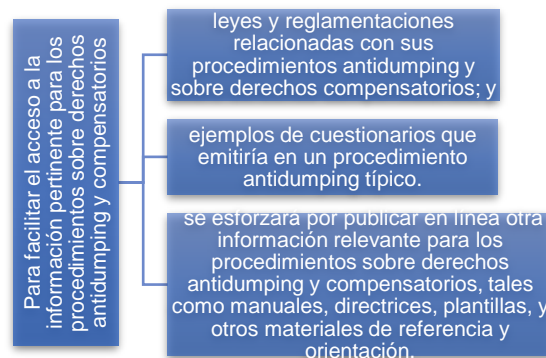 Para facilitar el acceso a la
información pertinente para los
procedimientos sobre derechos
antidumping y compensatorios
leyes y reglamentaciones
relacionadas con sus
procedimientos antidumping y
sobre derechos compensatorios; y
ejemplos de cuestionarios que
emitiría en un procedimiento
antidumping típico.
se esforzará por publicar en línea otra
información relevante para los
procedimientos sobre derechos
antidumping y compensatorios, tales
como manuales, directrices, plantillas, y
otros materiales de referencia y
orientación.